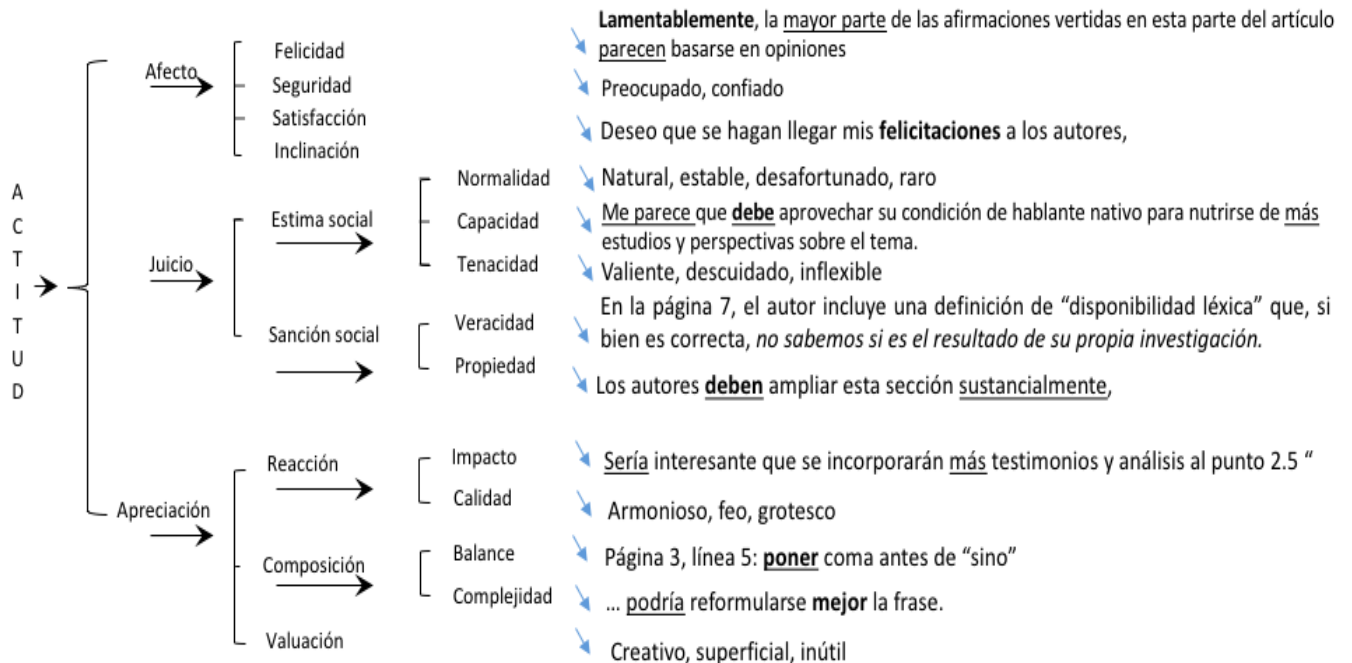 Lamentablemente, la mayor parte de las afirmaciones vertidas en esta parte del artículo
parecen basarse en opiniones
ACTITUD
Afecto
Felicidad
Seguridad
Satisfacción
Inclinación
Preocupado, confiado
Deseo que se hagan llegar mis felicitaciones a los autores,
Juicio
Estima social
Normalidad
Capacidad
Tenacidad
Natural, estable, desafortunado, raro
Me parece que debe aprovechar su condición de hablante nativo para nutrirse de más
estudios y perspectivas sobre el tema.
Valiente, descuidado, inflexible
Sanción social
Veracidad
Propiedad
En la página 7, el autor incluye una definición de “disponibilidad léxica” que, si
bien es correcta, no sabemos si es el resultado de su propia investigación.
Los autores deben ampliar esta sección sustancialmente,
Apreciación
Reacción
Impacto
Calidad
Sería interesante que se incorporarán más testimonios y análisis al punto 2.5 “
Armonioso, feo, grotesco
Composición
Balance
Complejidad
Página 3, línea 5: poner coma antes de “sino”
... podría reformularse mejor la frase.
Valuación
Creativo, superficial, inútil